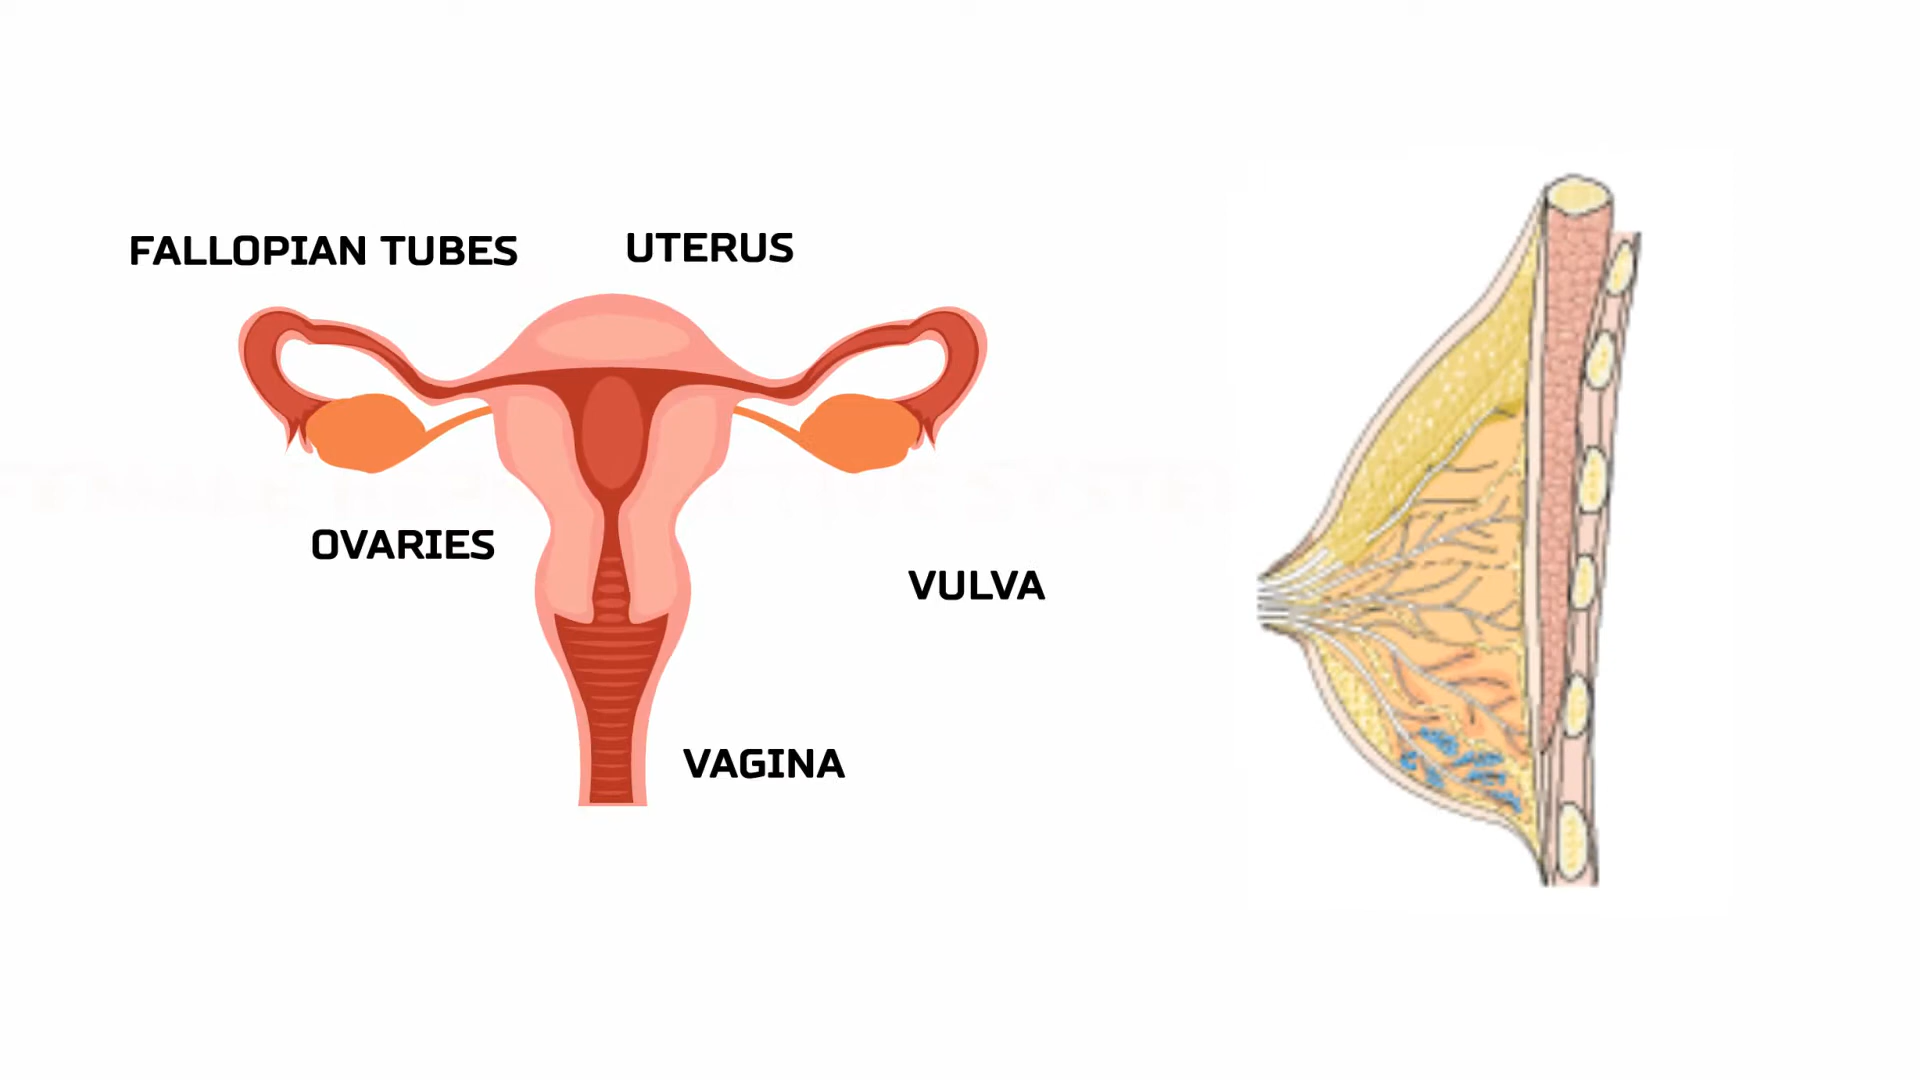 FALLOPIAN TUBES
UTERUS
OVARIES
VULVA
VAGINA